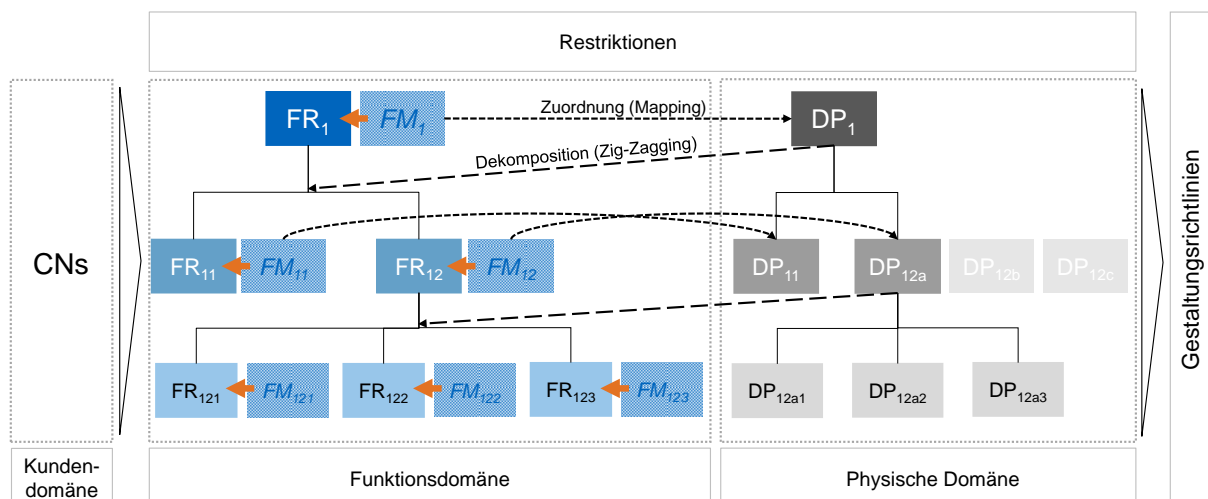 Restriktionen
CNs
FR1
FM1
Zuordnung (Mapping)
DP1
Dekomposition (Zig-Zagging)
FR11
FM11
FR12
FM12
DP11
DP12a
DP12b
DP12c
FR121
FM121
FR122
FM122
FR123
FM123
DP12a1
DP12a2
DP12a3
Gestaltungsrichtlinien
Kunden-
domäne
Funktionsdomäne
Physische Domäne